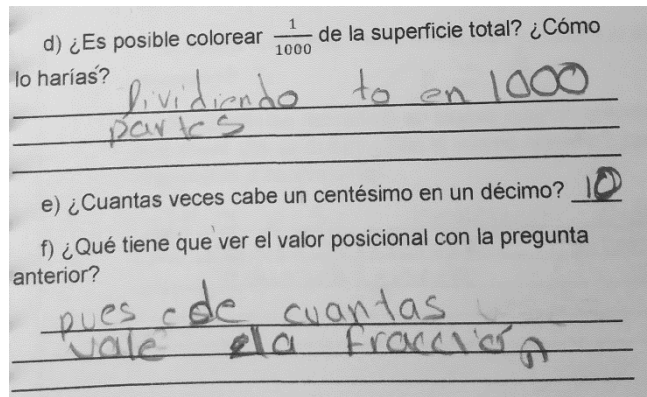 d) ¿Es posible colorear 1/1000 de la superficie total? ¿Cómo
lo harías?
Dividiendo to en 1000
partes
e) ¿Cuantas veces cabe un centésimo en un décimo? 10
f) ¿Qué tiene que ver el valor posicional con la pregunta
anterior?
pues de cuantas
vale la fracción